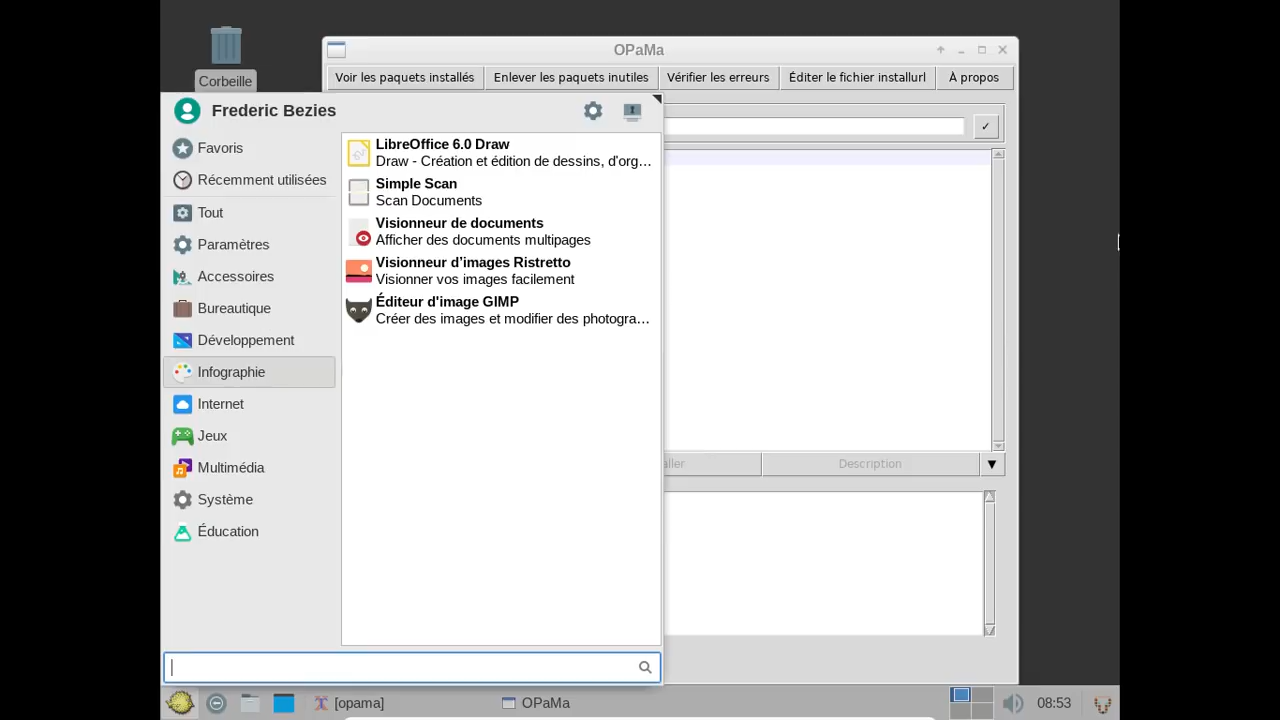 Corbeille
OPaMa
Voir les paquets installés
Enlever les paquets inutiles
Vérifier les erreurs
Éditer le fichier installurl
À propos
Frederic Bezies
Favoris
Récemment utilisées
Tout
Paramètres
Accessoires
Bureautique
Développement
Infographie
Internet
Jeux
Multimédia
Système
Éducation
LibreOffice 6.0 Draw
Draw - Création et édition de dessins, d'org...
Simple Scan
Scan Documents
Visionneur de documents
Afficher des documents multipages
Visionneur d’images Ristretto
Visionner vos images facilement
Éditeur d'image GIMP
Créer des images et modifier des photogra...
aller
Description
[opama]
OPaMa
08:53